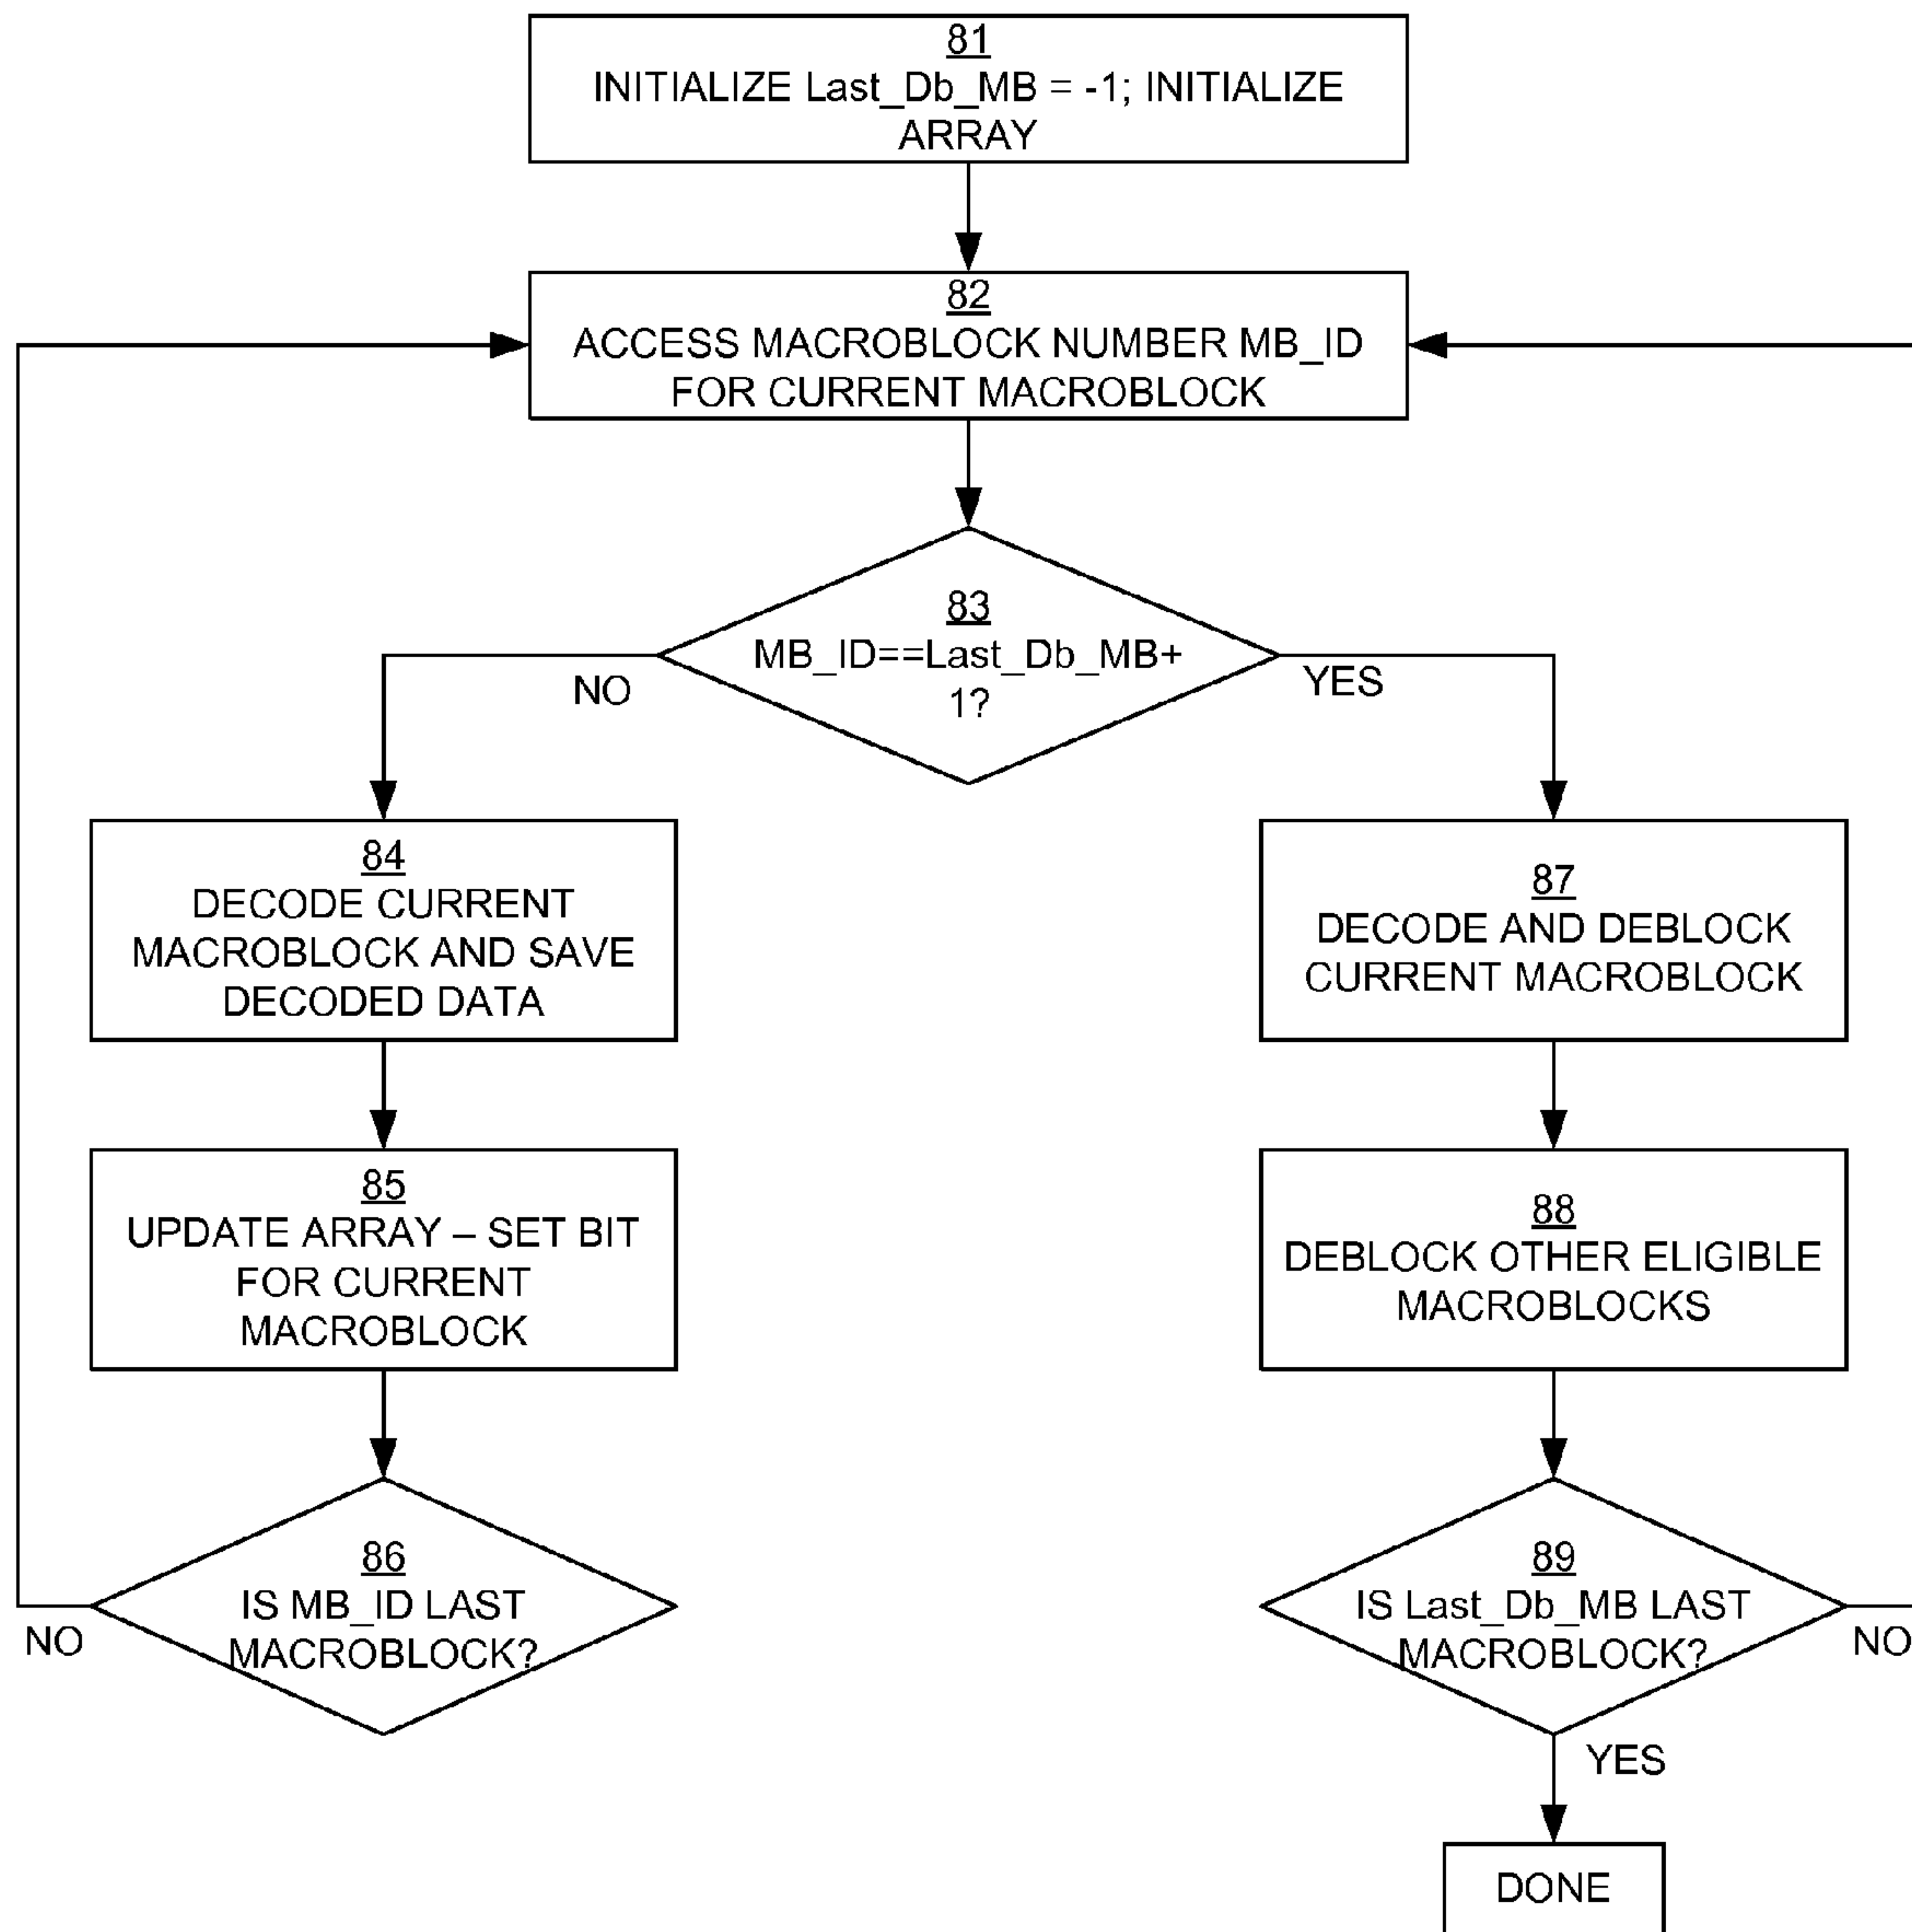 81
INITIALIZE Last_Db_MB = -1; INITIALIZE
ARRAY
82
ACCESS MACROBLOCK NUMBER MB_ID
FOR CURRENT MACROBLOCK
83
MB_ID==Last_Db_MB+
1?
NO
YES
84
DECODE CURRENT
MACROBLOCK AND SAVE
DECODED DATA
87
DECODE AND DEBLOCK
CURRENT MACROBLOCK
85
UPDATE ARRAY – SET BIT
FOR CURRENT
MACROBLOCK
88
DEBLOCK OTHER ELIGIBLE
MACROBLOCKS
86
IS MB_ID LAST
MACROBLOCK?
NO
89
IS Last_Db_MB LAST
MACROBLOCK?
NO
YES
DONE